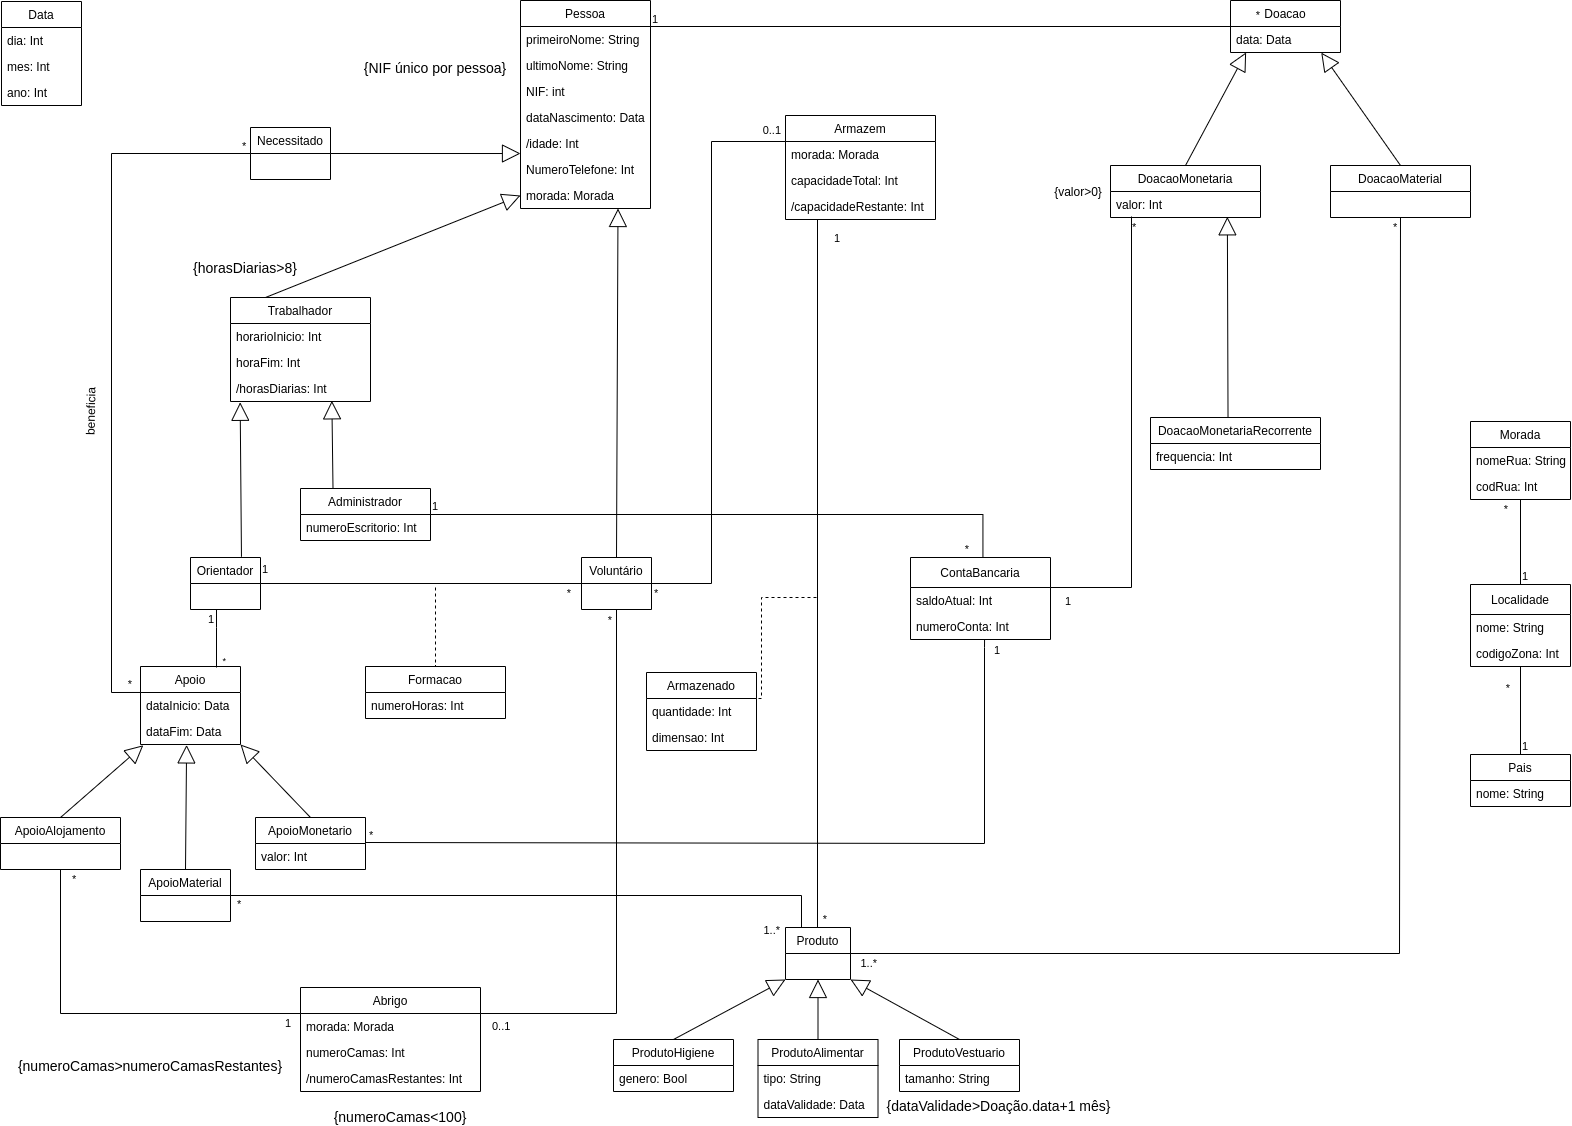 Data
dia: Int
mes: Int
ano: Int
{NIF único por pessoa}
Pessoa
primeiroNome: String
ultimoNome: String
NIF: int
dataNascimento: Data
/idade: Int
NumeroTelefone: Int
morada: Morada
1
* Doacao
data: Data
Necessitado
*
0..1
Armazem
morada: Morada
capacidadeTotal: Int
/capacidadeRestante: Int
1
{valor>0}
DoacaoMonetaria
valor: Int
*
DoacaoMaterial
*
{horasDiarias>8}
Trabalhador
horarioInicio: Int
horaFim: Int
/horasDiarias: Int
beneficia
DoacaoMonetariaRecorrente
frequencia: Int
Morada
nomeRua: String
codRua: Int
*
1
Administrador
numeroEscritorio: Int
1
*
Orientador
1
1
*
*
Voluntário
*
*
ContaBancaria
saldoAtual: Int
numeroConta: Int
1
1
Localidade
nome: String
codigoZona: Int
*
1
Pais
nome: String
*
Apoio
dataInicio: Data
dataFim: Data
Formacao
numeroHoras: Int
Armazenado
quantidade: Int
dimensao: Int
ApoioAlojamento
*
ApoioMaterial
*
ApoioMonetario
valor: Int
*
1..*
*
Produto
1..*
Abrigo
morada: Morada
numeroCamas: Int
/numeroCamasRestantes: Int
1
0..1
{numeroCamas>numeroCamasRestantes}
{numeroCamas<100}
ProdutoHigiene
genero: Bool
ProdutoAlimentar
tipo: String
dataValidade: Data
ProdutoVestuario
tamanho: String
{dataValidade>Doação.data+1 mês}